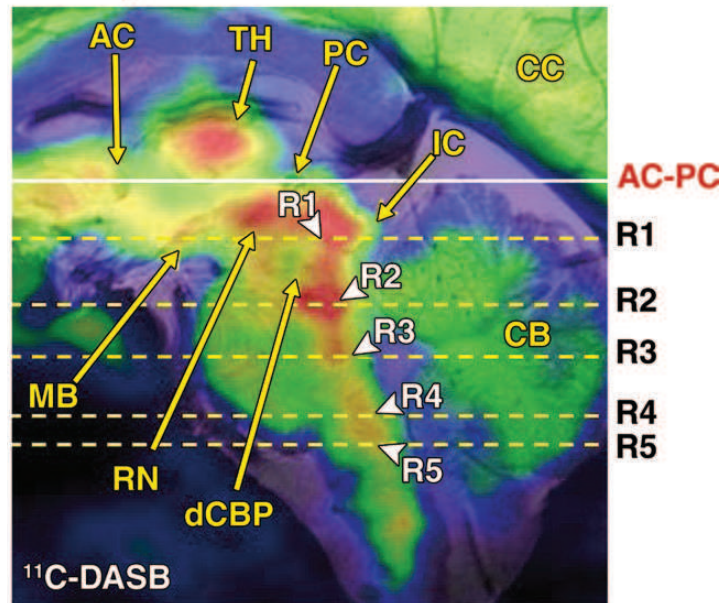 AC
TH
PC
CC
IC
AC-PC
R1
R1
R2
R2
R3
CB
R3
MB
R4
R4
R5
RN
R5
dCBP
¹¹C-DASB